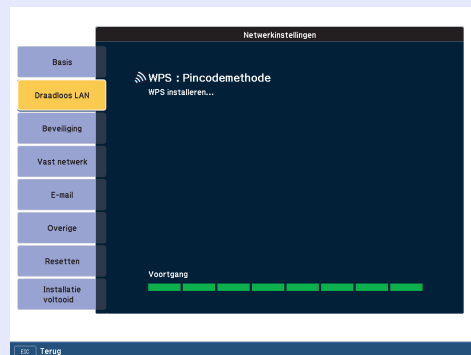 Netwerkinstellingen
Basis
Draadloos LAN
Beveiliging
Vast netwerk
E-mail
Overige
Resetten
Installatie
voltooid
WPS : Pincodemethode
WPS installeren...
Voortgang
ESC Terug